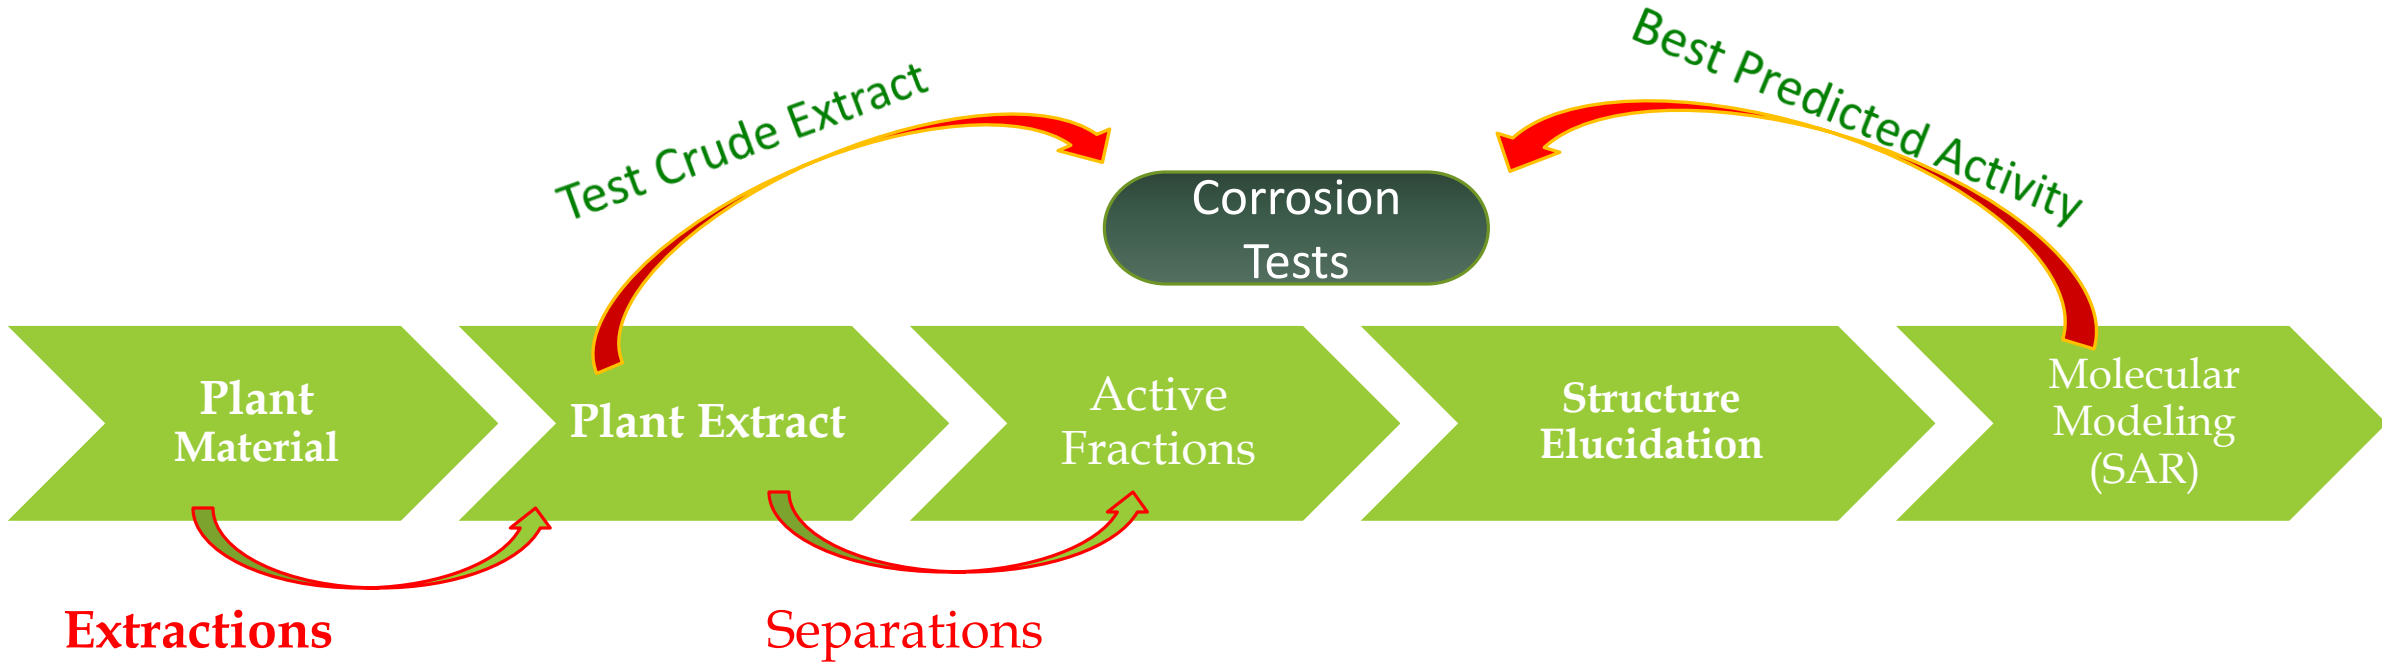 Test Crude Extract
Best Predicted Activity
Corrosion
Tests
Plant
Material
Plant Extract
Active
Fractions
Structure
Elucidation
Molecular
Modeling
(SAR)
Extractions
Separations